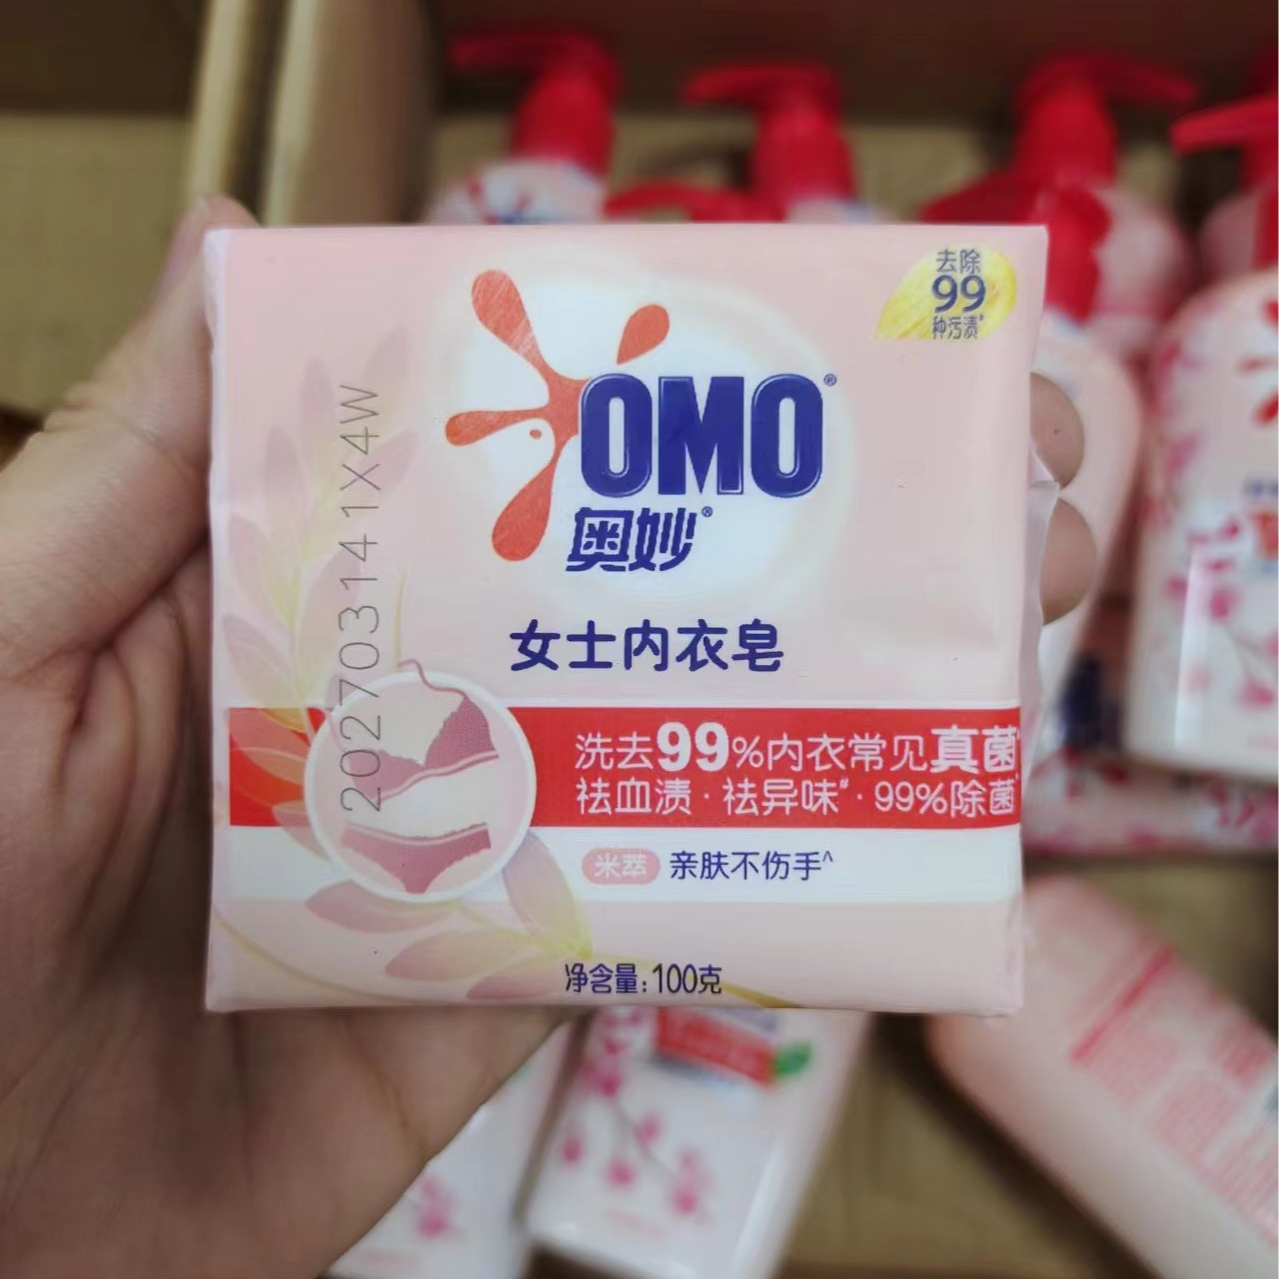 去除
99
种污渍#
OMO®
奥妙®
女士内衣皂
洗去99%内衣常见真菌*
祛血渍·祛异味#·99%除菌*
米萃 亲肤不伤手^
净含量:100克
20270314 1X4W